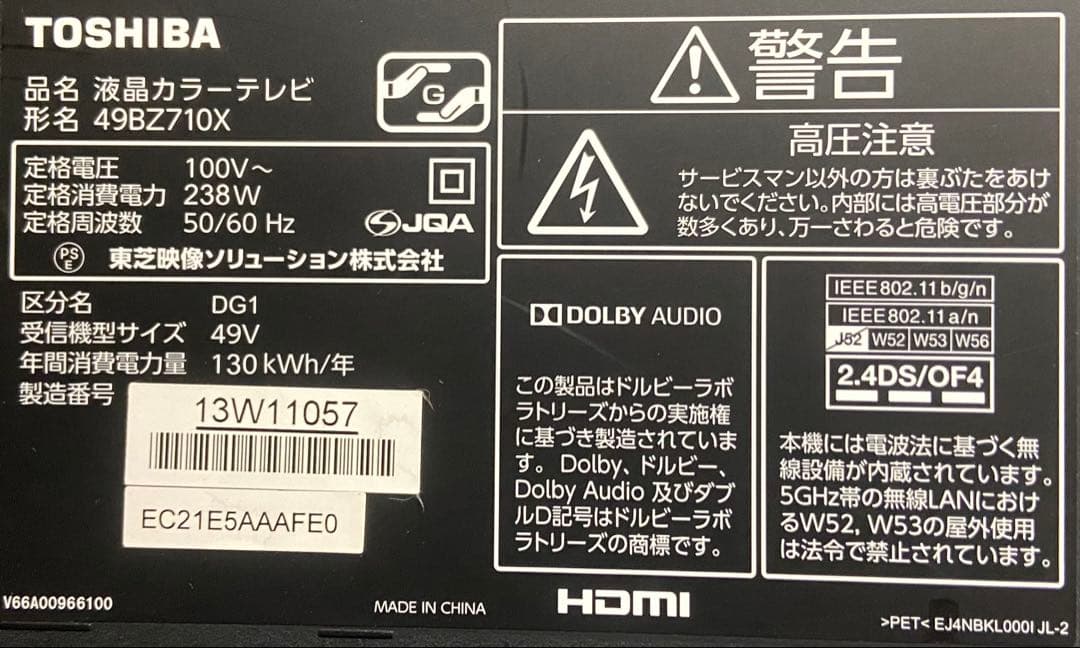 TOSHIBA
品名 液晶カラーテレビ
形名 49BZ710X
G
定格電圧 100V～
定格消費電力 238W
定格周波数 50/60 Hz
JQA
PS
E
東芝映像ソリューション株式会社
区分名 DG1
受信機型サイズ 49V
年間消費電力量 130kWh/年
製造番号
13W11057
EC21E5AAAFE0
V66A00966100
MADE IN CHINA
警告
高圧注意
サービスマン以外の方は裏ぶたをあけ
ないでください。内部には高電圧部分が
数多くあり、万一さわると危険です。
DOLBY AUDIO
この製品はドルビーラボ
ラトリーズからの実施権
に基づき製造されていま
す。Dolby、ドルビー、
Dolby Audio 及びダブ
ルD記号はドルビーラボ
ラトリーズの商標です。
HDMI
IEEE802.11b/g/n
IEEE802.11a/n
J52 W52 W53 W56
2.4DS/OF4
本機には電波法に基づく無
線設備が内蔵されています。
5GHz帯の無線LANにおけ
るW52, W53の屋外使用
は法令で禁止されています。
>PET< EJ4NBKL000I JL-2